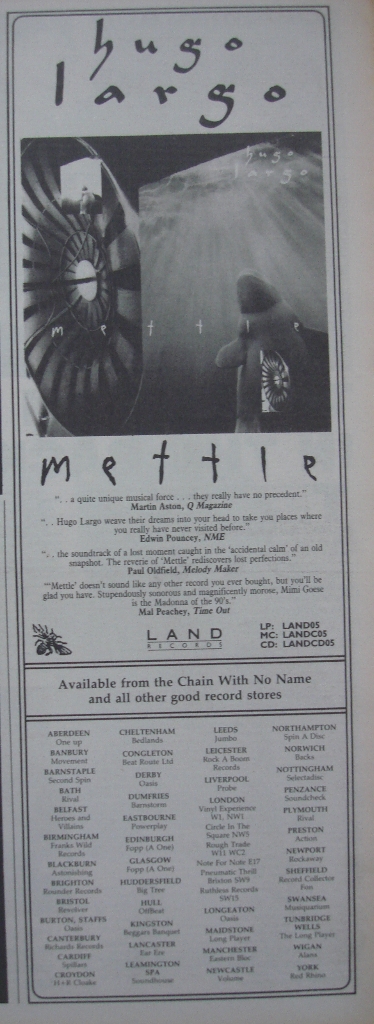 hugo
largo
hugo
largo
mettle
mettle
". . a quite unique musical force . . . they really have no precedent."
Martin Aston, Q Magazine
". . Hugo Largo weave their dreams into your head to take you places where
you really have never visited before."
Edwin Pouncey, NME
". . the soundtrack of a lost moment caught in the 'accidental calm' of an old
snapshot. The reverie of 'Mettle' rediscovers lost perfections."
Paul Oldfield, Melody Maker
"'Mettle' doesn't sound like any other record you ever bought, but you'll be
glad you have. Stupendously sonorous and magnificently morose, Mimi Goese
is the Madonna of the 90's."
Mal Peachey, Time Out
LAND
RECORDS
LP: LAND05
MC: LANDC05
CD: LANDCD05
Available from the Chain With No Name
and all other good record stores
ABERDEEN
One up
BANBURY
Movement
BARNSTAPLE
Second Spin
BATH
Rival
BELFAST
Heroes and
Villains
BIRMINGHAM
Franks Wild
Records
BLACKBURN
Astonishing
BRIGHTON
Rounder Records
BRISTOL
Revolver
BURTON, STAFFS
Oasis
CANTERBURY
Richards Records
CARDIFF
Spillars
CROYDON
H+R Cloake
CHELTENHAM
Bedlands
CONGLETON
Beat Route Ltd
DERBY
Oasis
DUMFRIES
Barnstorm
EASTBOURNE
Powerplay
EDINBURGH
Fopp (A One)
GLASGOW
Fopp (A One)
HUDDERSFIELD
Big Tree
HULL
Offbeat
KINGSTON
Beggars Banquet
LANCASTER
Ear Ere
LEAMINGTON
SPA
Soundhouse
LEEDS
Jumbo
LEICESTER
Rock A Boom
Records
LIVERPOOL
Probe
LONDON
Vinyl Experience
W1, NW1
Circle In The
Square NW5
Rough Trade
W11 WC2
Note For Note E17
Pneumatic Thrill
Brixton SW9
Ruthless Records
SW15
LONGEATON
Oasis
MAIDSTONE
Long Player
MANCHESTER
Eastern Bloc
NEWCASTLE
Volume
NORTHAMPTON
Spin A Disc
NORWICH
Backs
NOTTINGHAM
Selectadisc
PENZANCE
Soundcheck
PLYMOUTH
Rival
PRESTON
Action
NEWPORT
Rockaway
SHEFFIELD
Record Collector
SWANSEA
Musiquarium
TUNBRIDGE
WELLS
The Long Player
WIGAN
Alans
YORK
Red Rhino